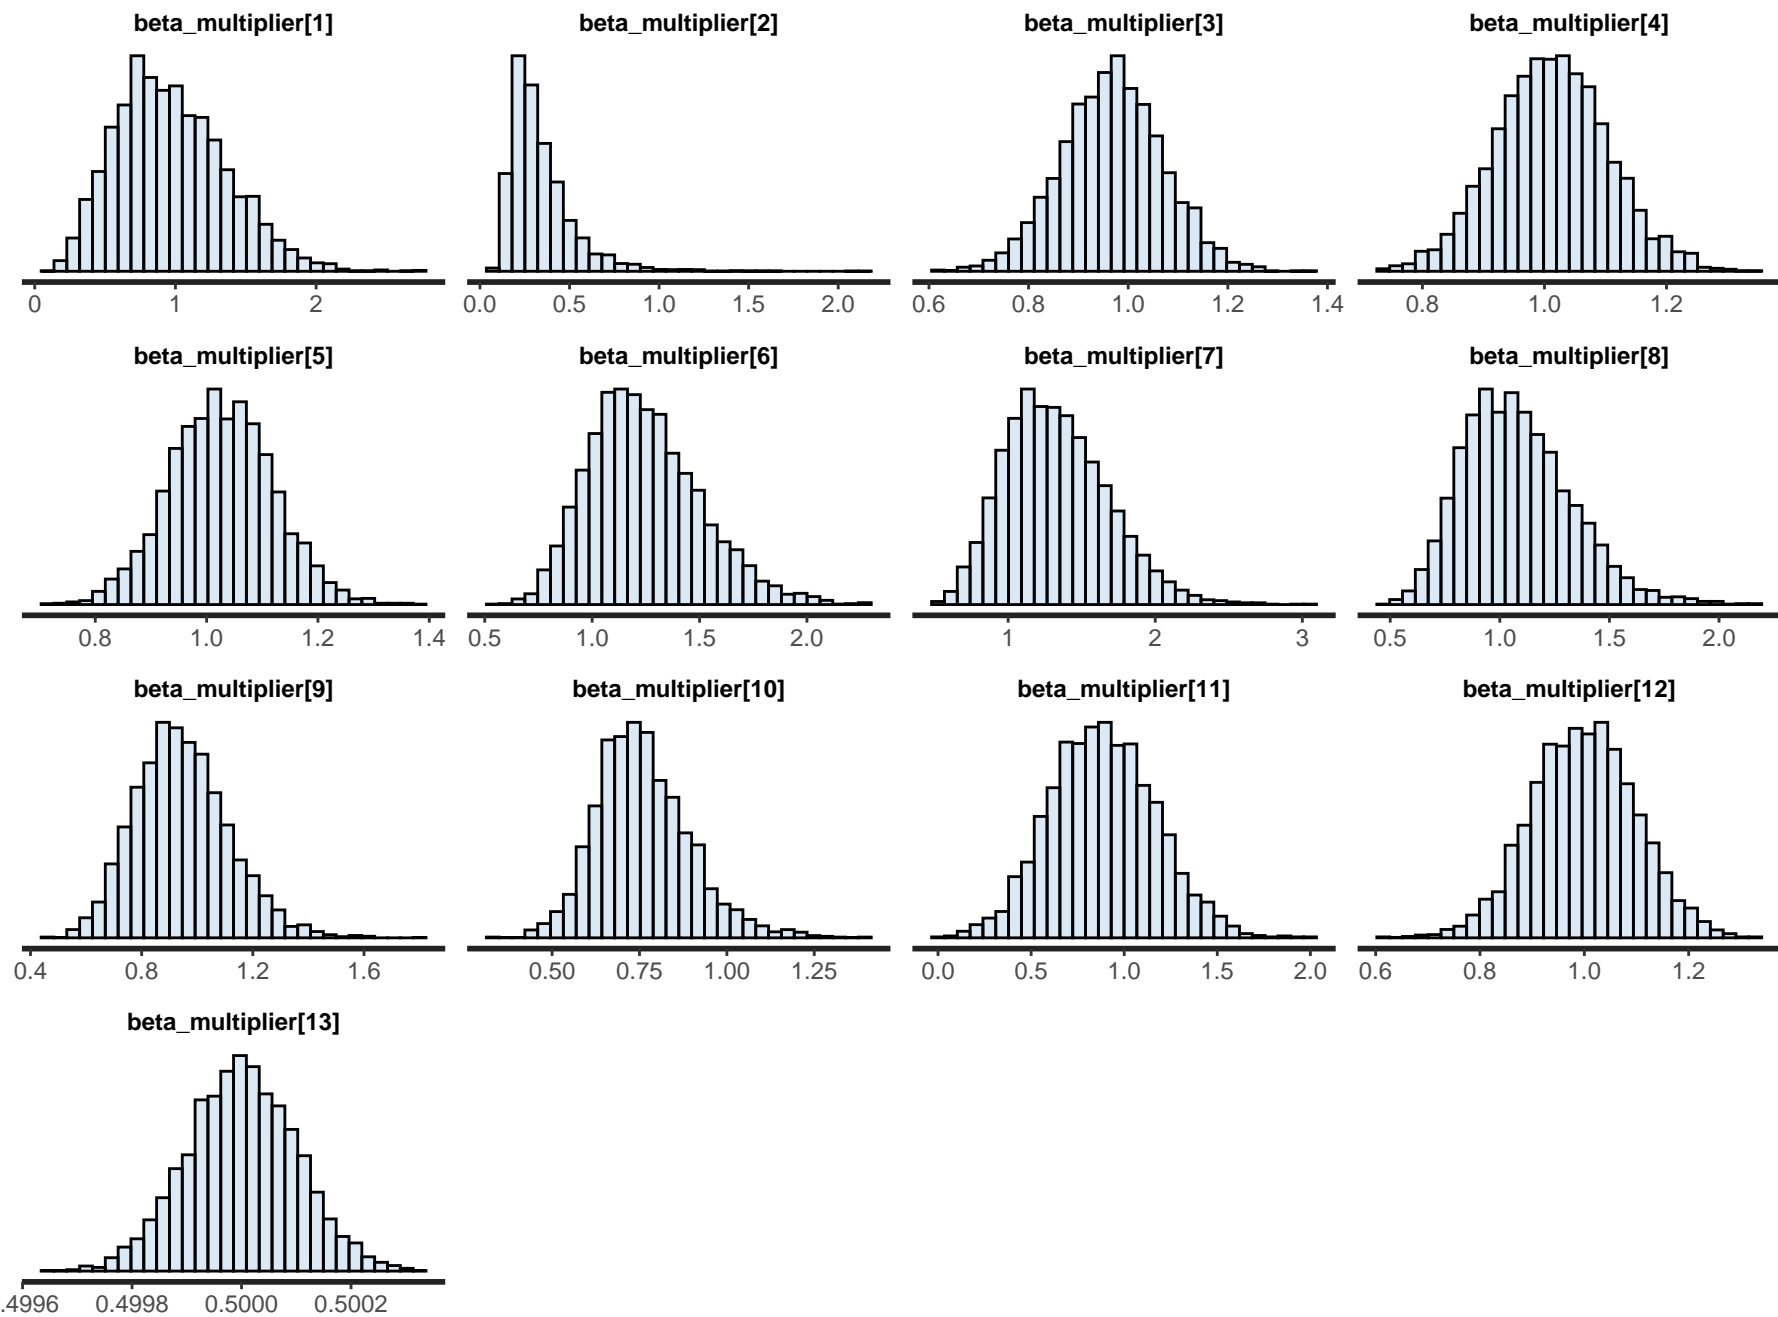 beta_multiplier[1] beta_multiplier[2] beta_multiplier[3] beta_multiplier[4]
0 1 2 0.0 0.5 1.0 1.5 2.0 0.6 0.8 1.0 1.2 1.4 0.8 1.0 1.2
beta_multiplier[5] beta_multiplier[6] beta_multiplier[7] beta_multiplier[8]
0.8 1.0 1.2 1.4 0.5 1.0 1.5 2.0 1 2 3 0.5 1.0 1.5 2.0
beta_multiplier[9] beta_multiplier[10] beta_multiplier[11] beta_multiplier[12]
0.4 0.8 1.2 1.6 0.50 0.75 1.00 1.25 0.0 0.5 1.0 1.5 2.0 0.6 0.8 1.0 1.2
beta_multiplier[13]
.4996 0.4998 0.5000 0.5002